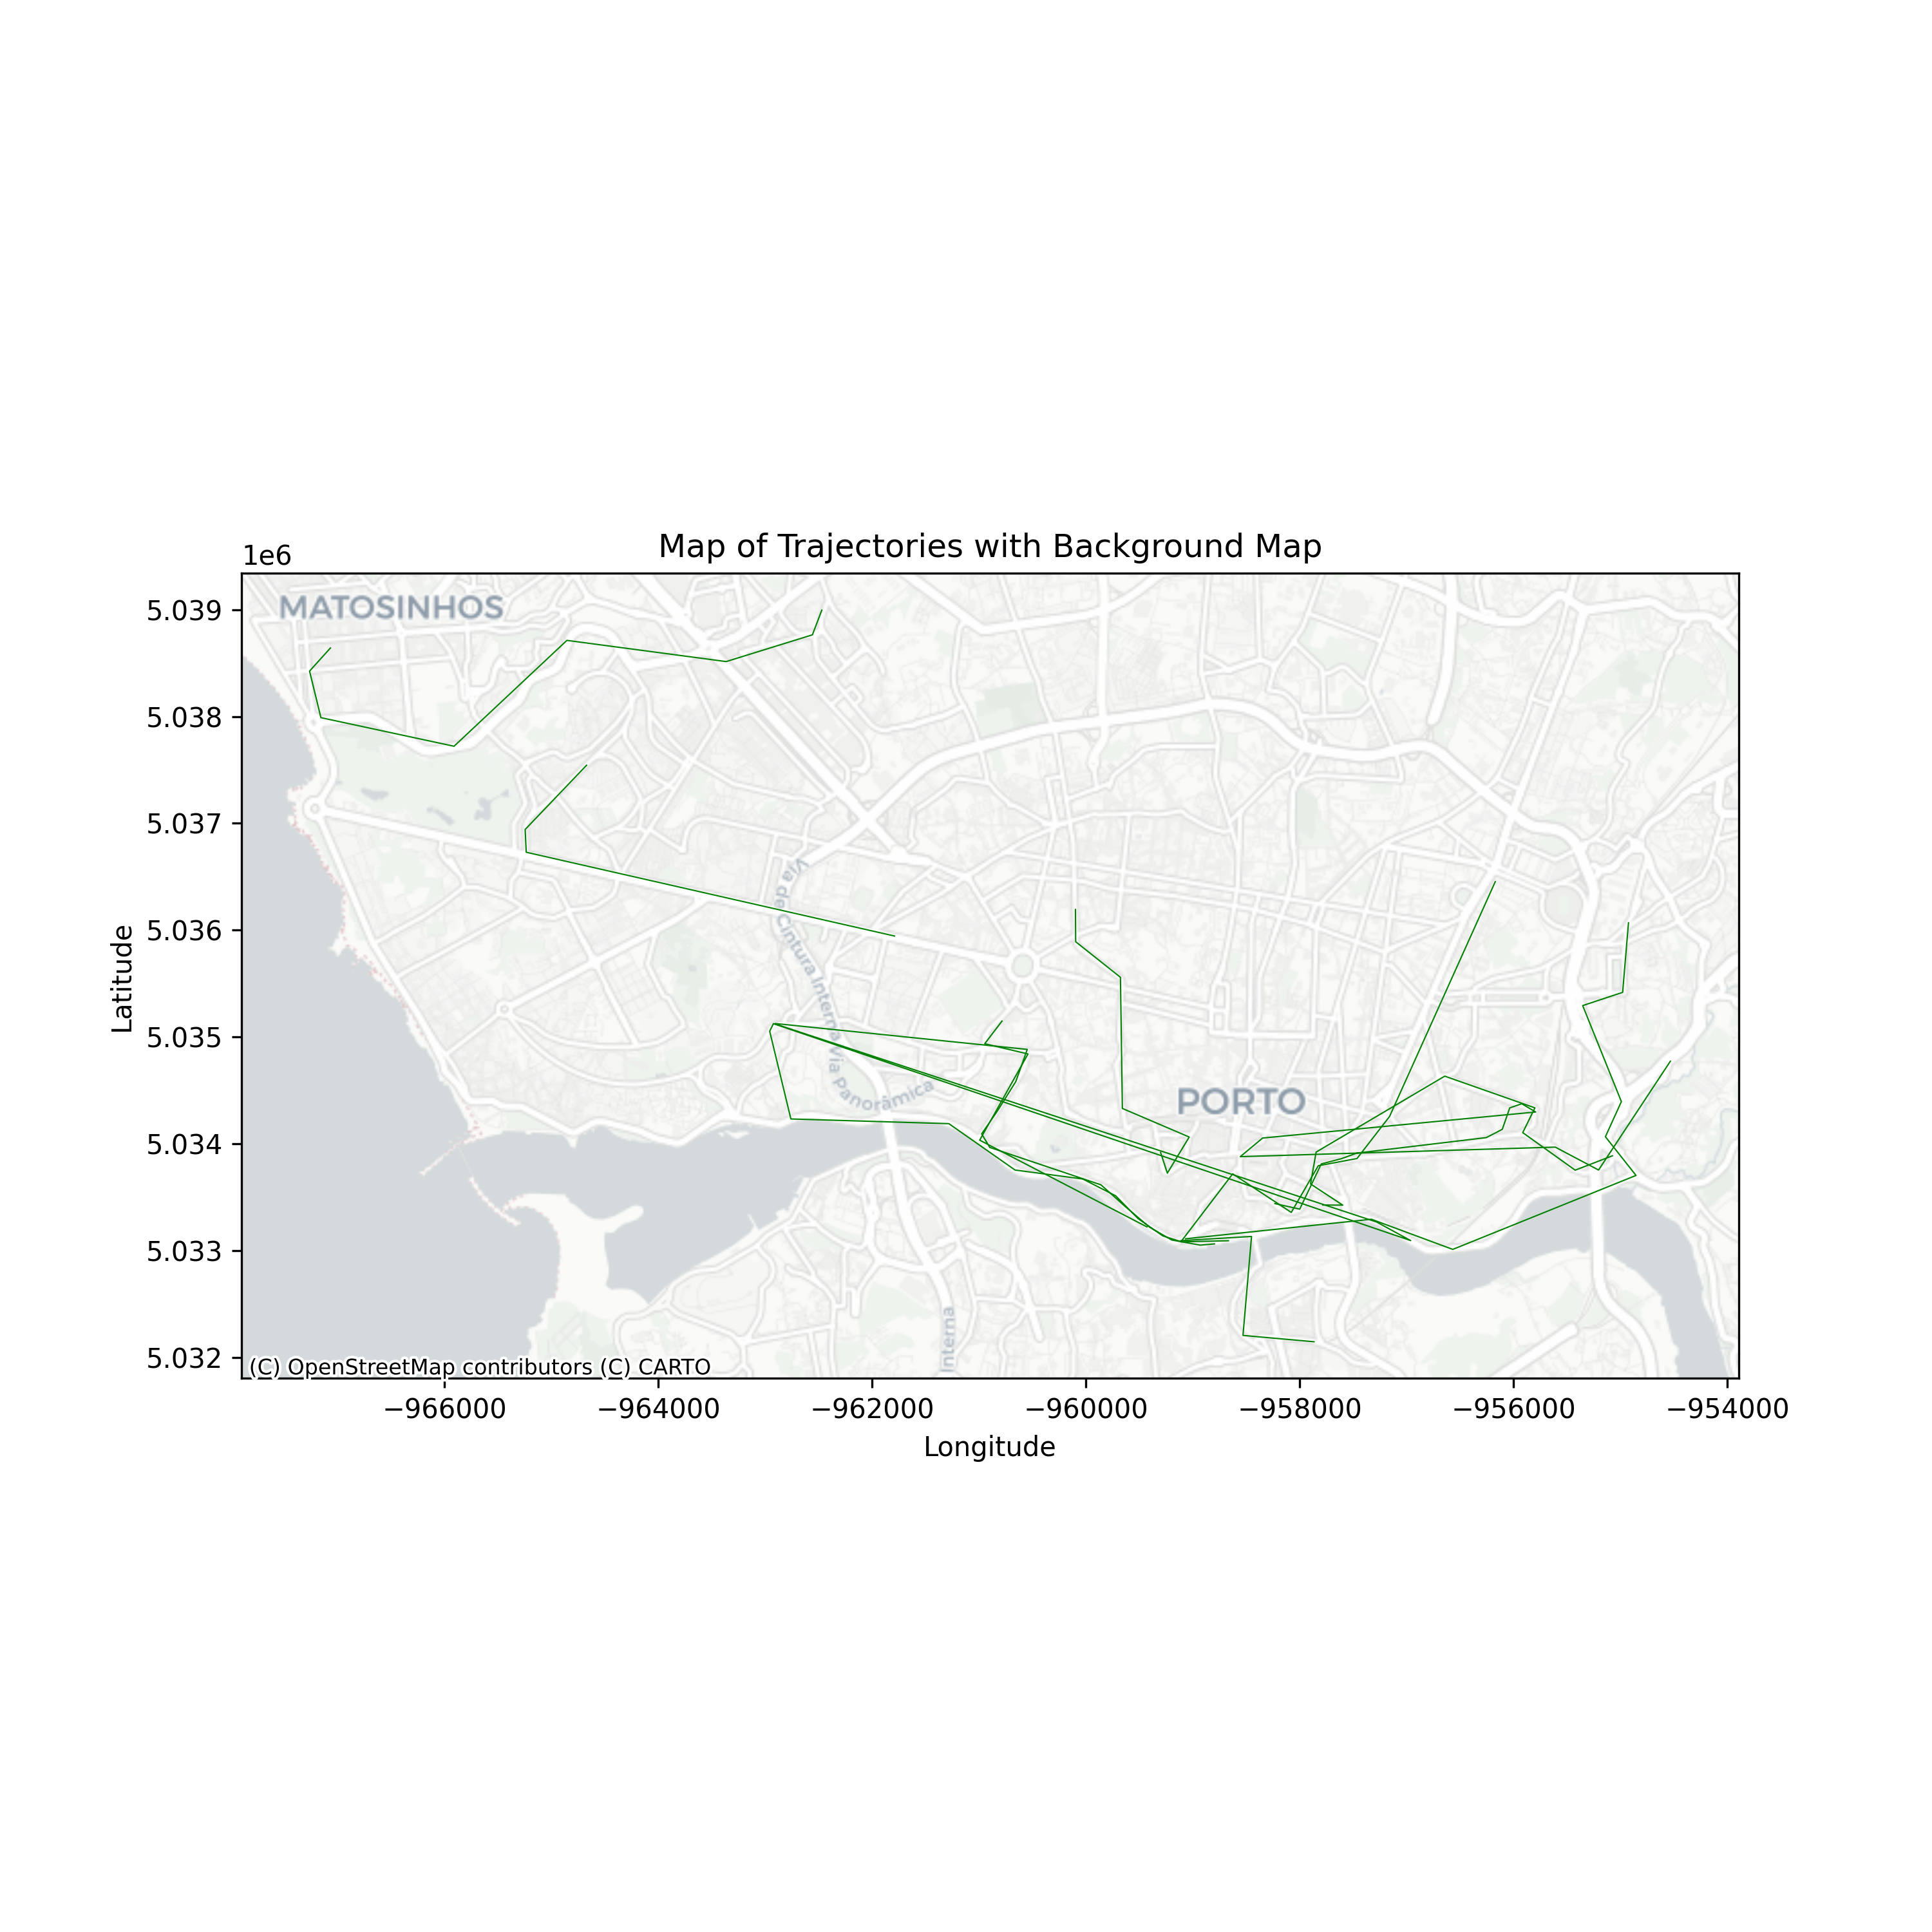 Map of Trajectories with Background Map
1e6
5.039
5.038
5.037
5.036
5.035
5.034
5.033
5.032
Latitude
MATOSINHOS
Via de Cintura Interna
Via Panorâmica
PORTO
Interna
(C) OpenStreetMap contributors (C) CARTO
−966000
−964000
−962000
−960000
−958000
−956000
−954000
Longitude